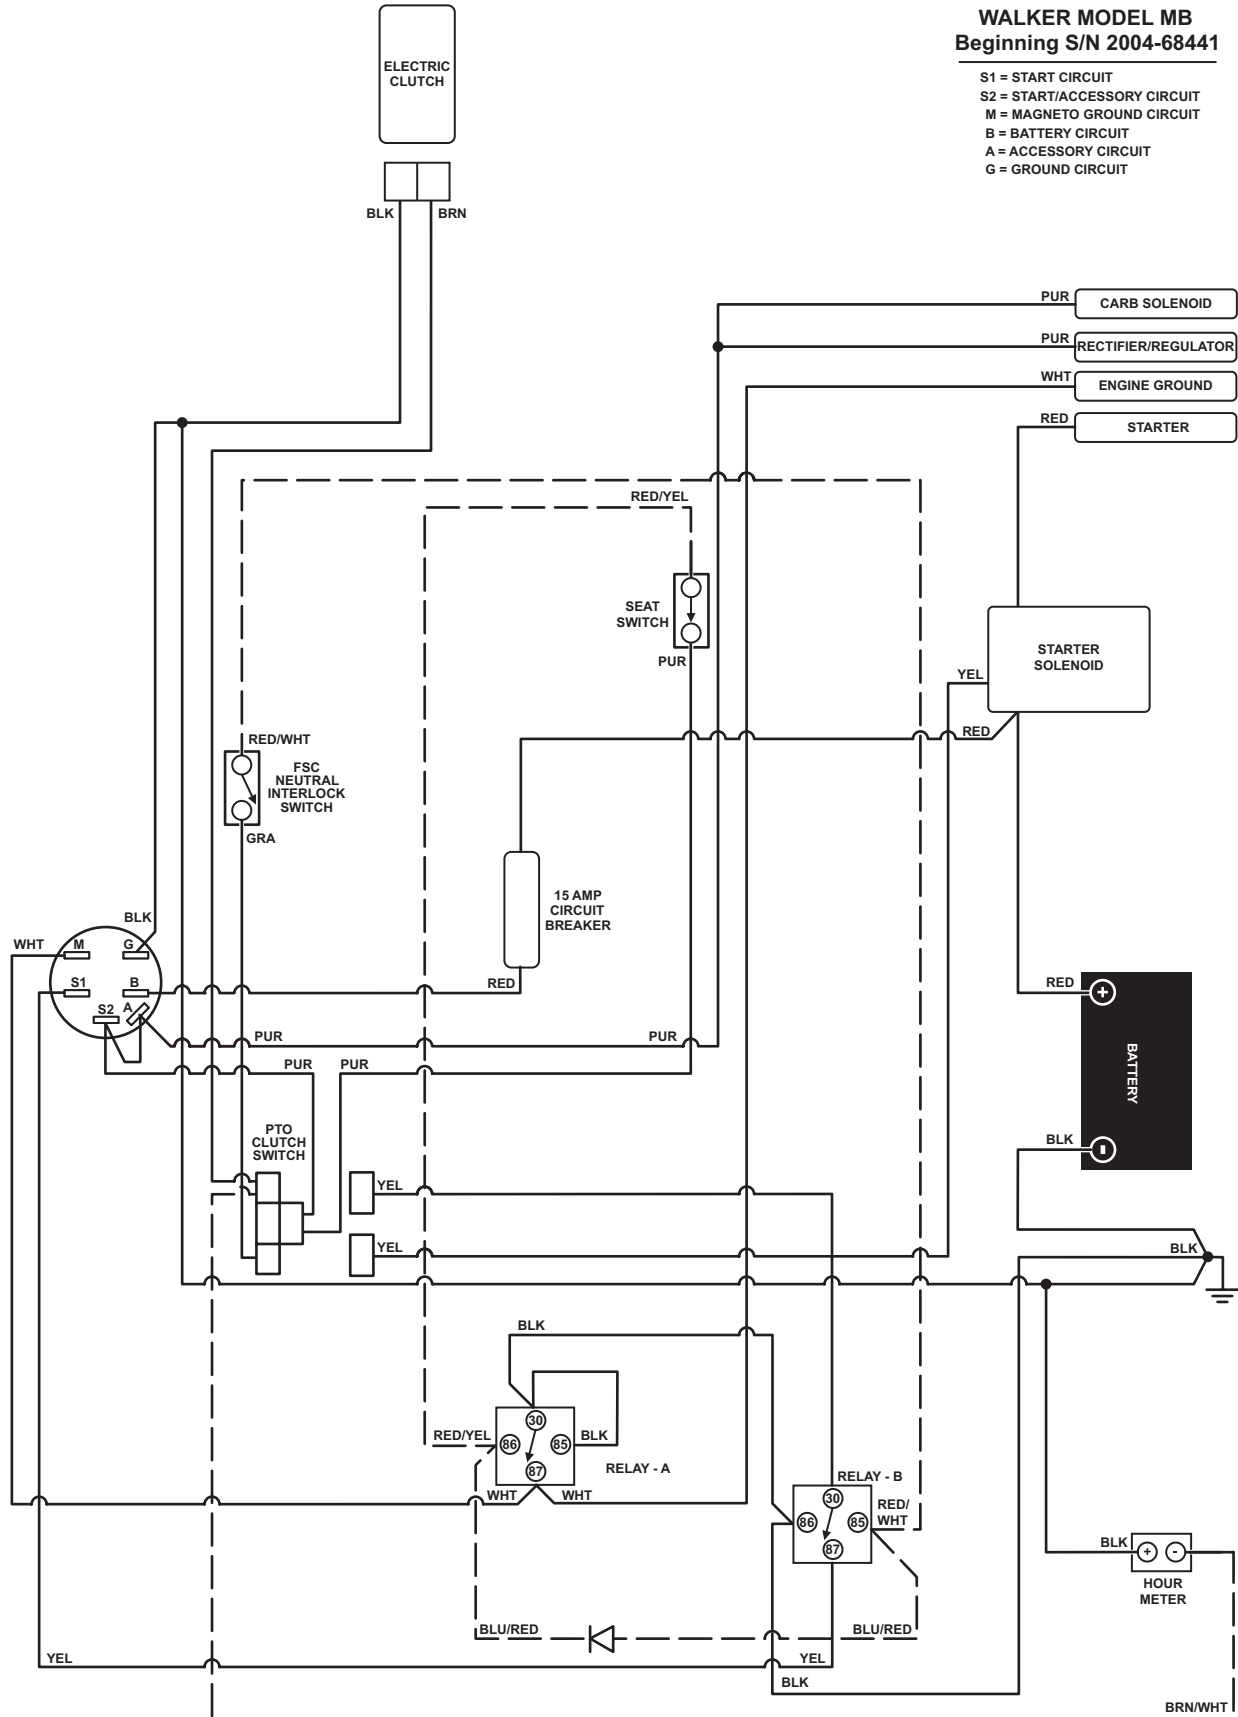 WALKER MODEL MB
Beginning S/N 2004-68441
S1 = START CIRCUIT
S2 = START/ACCESSORY CIRCUIT
M = MAGNETO GROUND CIRCUIT
B = BATTERY CIRCUIT
A = ACCESSORY CIRCUIT
G = GROUND CIRCUIT
ELECTRIC
CLUTCH
BLK
BRN
PUR
CARB SOLENOID
PUR
RECTIFIER/REGULATOR
WHT
ENGINE GROUND
RED
STARTER
RED/YEL
SEAT
SWITCH
PUR
STARTER
SOLENOID
YEL
RED
RED/WHT
FSC
NEUTRAL
INTERLOCK
SWITCH
GRA
15 AMP
CIRCUIT
BREAKER
RED
BLK
WHT
M
G
S1
B
S2
A
PUR
PUR
PUR
PUR
RED
+
BATTERY
BLK
-
PTO
CLUTCH
SWITCH
YEL
YEL
BLK
BLK
30
86
85
87
RED/YEL
BLK
RELAY - A
WHT
WHT
RELAY - B
30
86
85
87
RED/
WHT
BLK
+
-
HOUR
METER
BLU/RED
BLU/RED
YEL
YEL
BLK
BRN/WHT